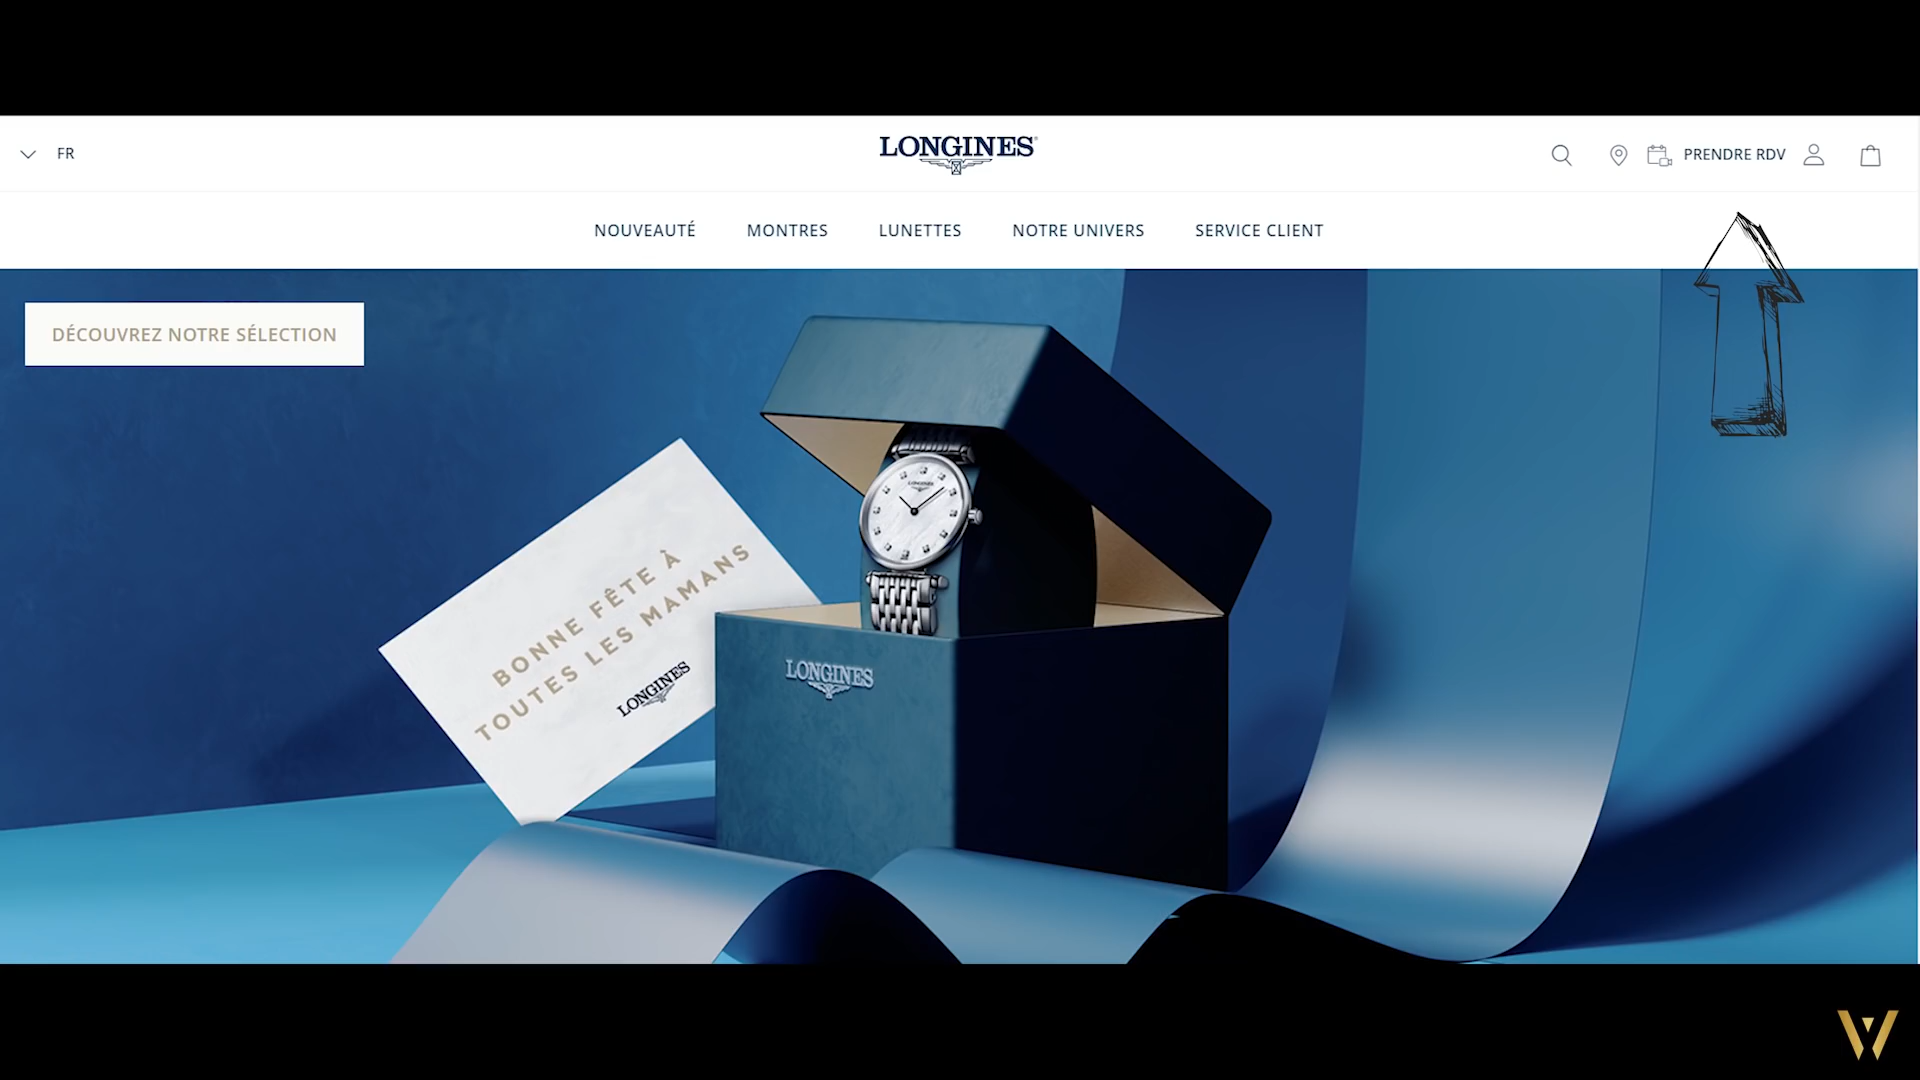 FR
LONGINES
PRENDRE RDV
NOUVEAUTÉ MONTRES LUNETTES NOTRE UNIVERS SERVICE CLIENT
DÉCOUVREZ NOTRE SÉLECTION
LONGINES
BONNE FÊTE À
TOUTES LES MAMANS
LONGINES
LONGINES
W